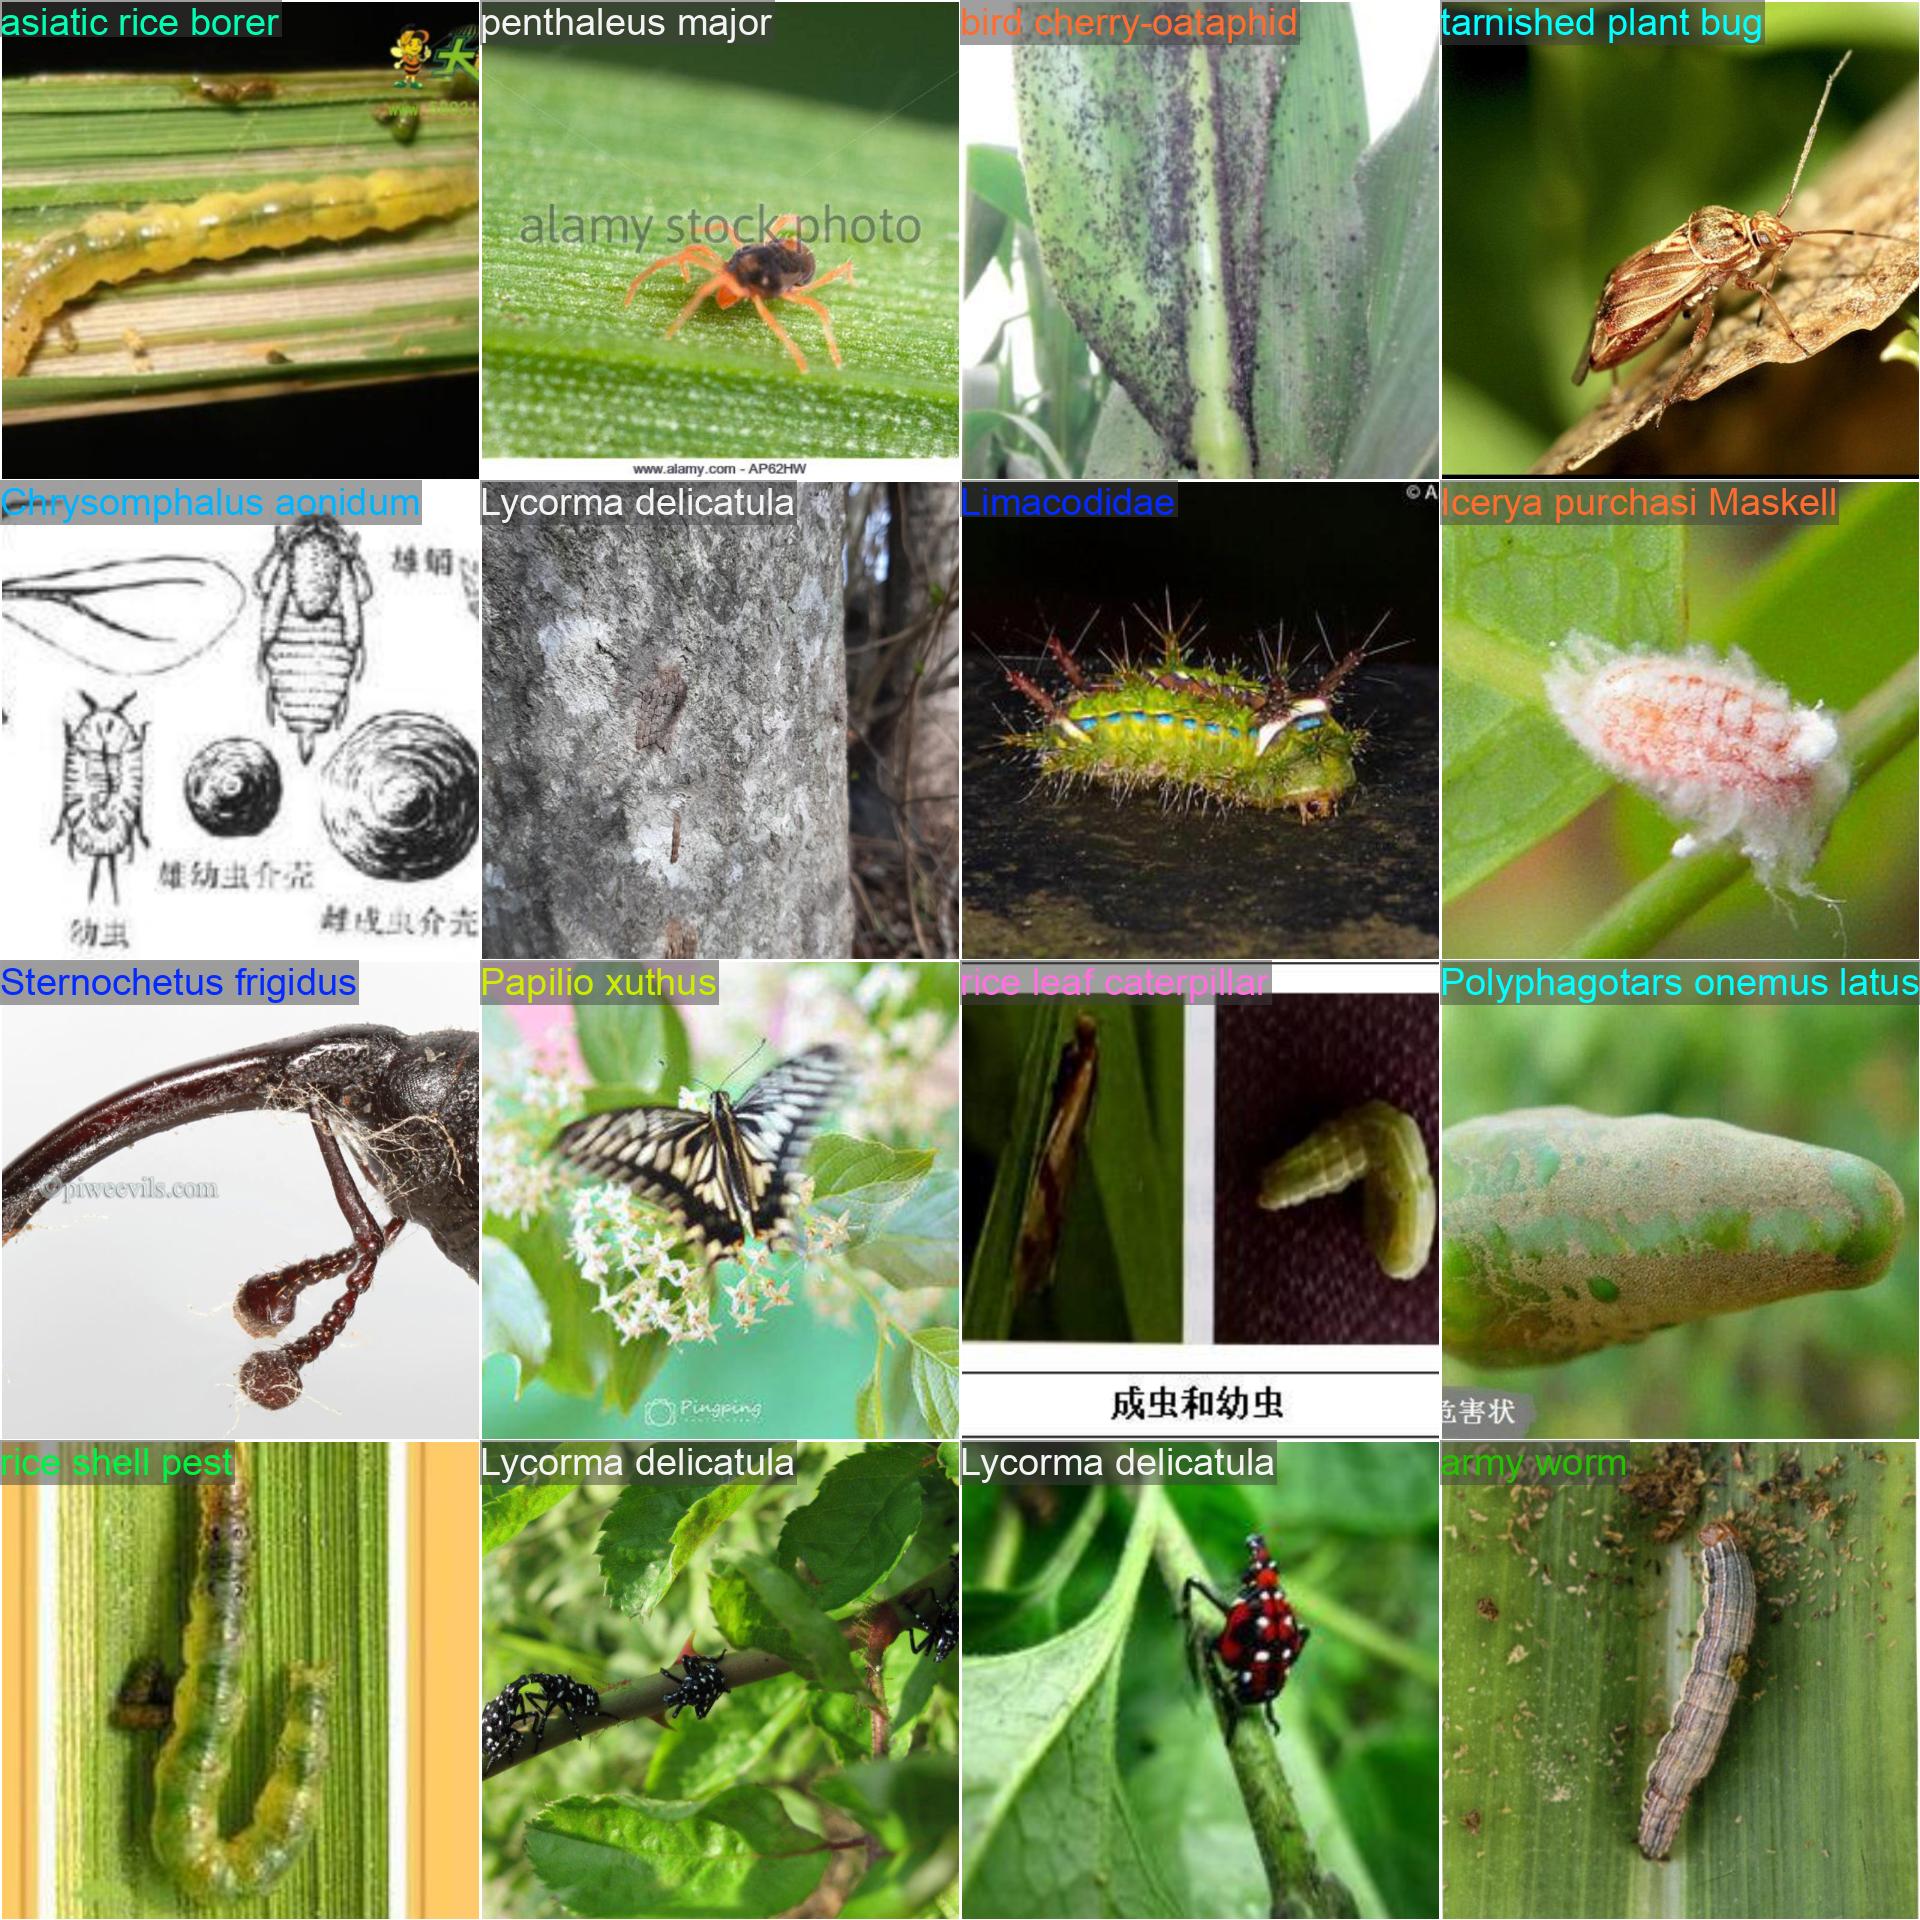 asiatic rice borer
penthaleus major
bird cherry-oataphid
tarnished plant bug
alamy stock photo
www.alamy.com - AP62HW
Chrysomphalus aonidum
Lycorma delicatula
Limacodidae
Icerya purchasi Maskell
© A
雄蛹
雄幼虫介壳
雌成虫介壳
幼虫
Sternochetus frigidus
Papilio xuthus
rice leaf caterpillar
Polyphagotars onemus latus
©piweevils.com
Pingping
成虫和幼虫
危害状
rice shell pest
Lycorma delicatula
Lycorma delicatula
army worm